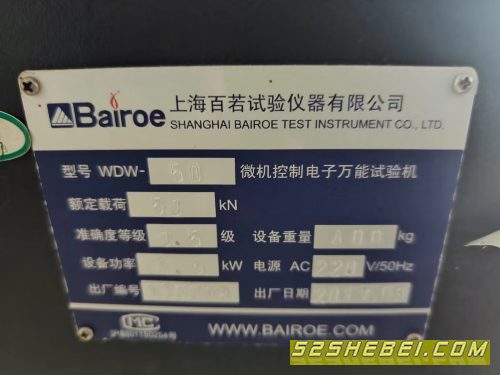 Bairoe 上海百若试验仪器有限公司
SHANGHAI BAIROE TEST INSTRUMENT CO., LTD.
型号 WDW- 50 微机控制电子万能试验机
额定载荷 50 kN
准确度等级 级 设备重量 kg
设备功率 kW 电源 AC 220 V/50Hz
出厂编号 出厂日期
MC
WWW.BAIROE.COM
52SHEBEI.COM